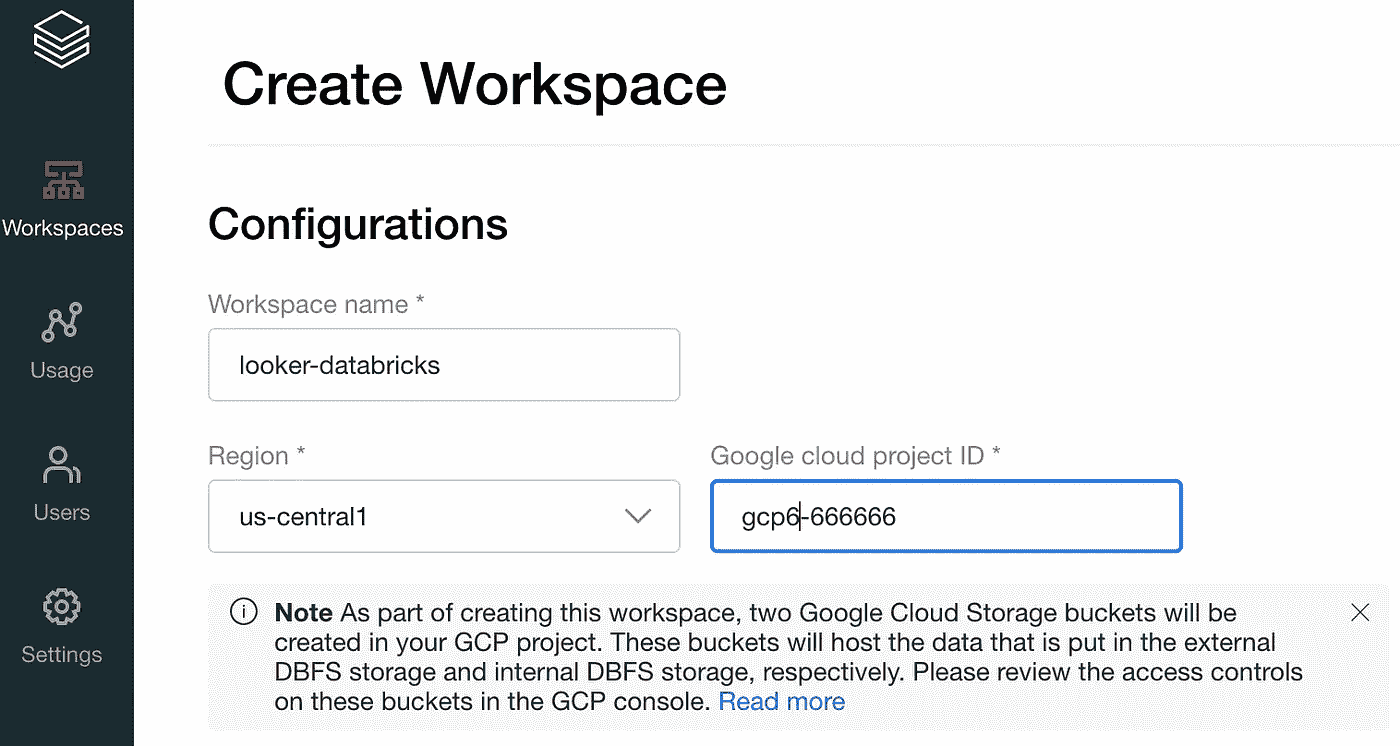 Create Workspace
Workspaces
Usage
Users
Settings
Configurations
Workspace name *
looker-databricks
Region *
Google cloud project ID *
us-central1
gcp6-666666
Note As part of creating this workspace, two Google Cloud Storage buckets will be
created in your GCP project. These buckets will host the data that is put in the external
DBFS storage and internal DBFS storage, respectively. Please review the access controls
on these buckets in the GCP console. Read more